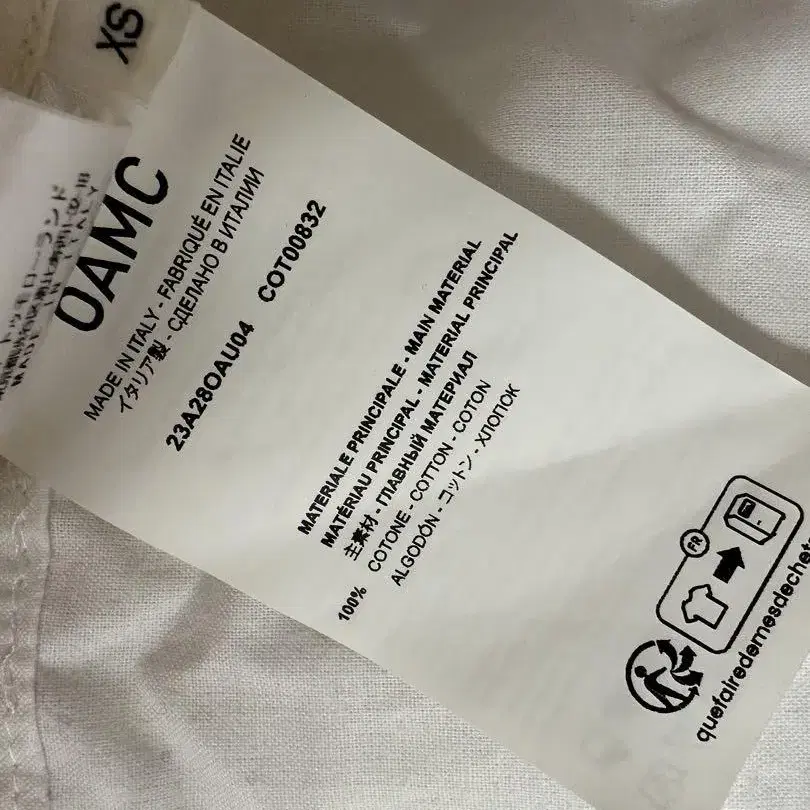 XS
OAMC
MADE IN ITALY - FABRIQUÉ EN ITALIE
イタリア製 - СДЕЛАНО В ИТАЛИИ
23A28OAU04 COT00832
MATERIALE PRINCIPALE - MAIN MATERIAL
MATÉRIAU PRINCIPAL - MATERIAL PRINCIPAL
主素材 - ГЛАВНЫЙ МАТЕРИАЛ
100% COTONE - COTTON - COTON
ALGODÓN - コットン - ХЛОПОК
FR
quefairedemesdechets